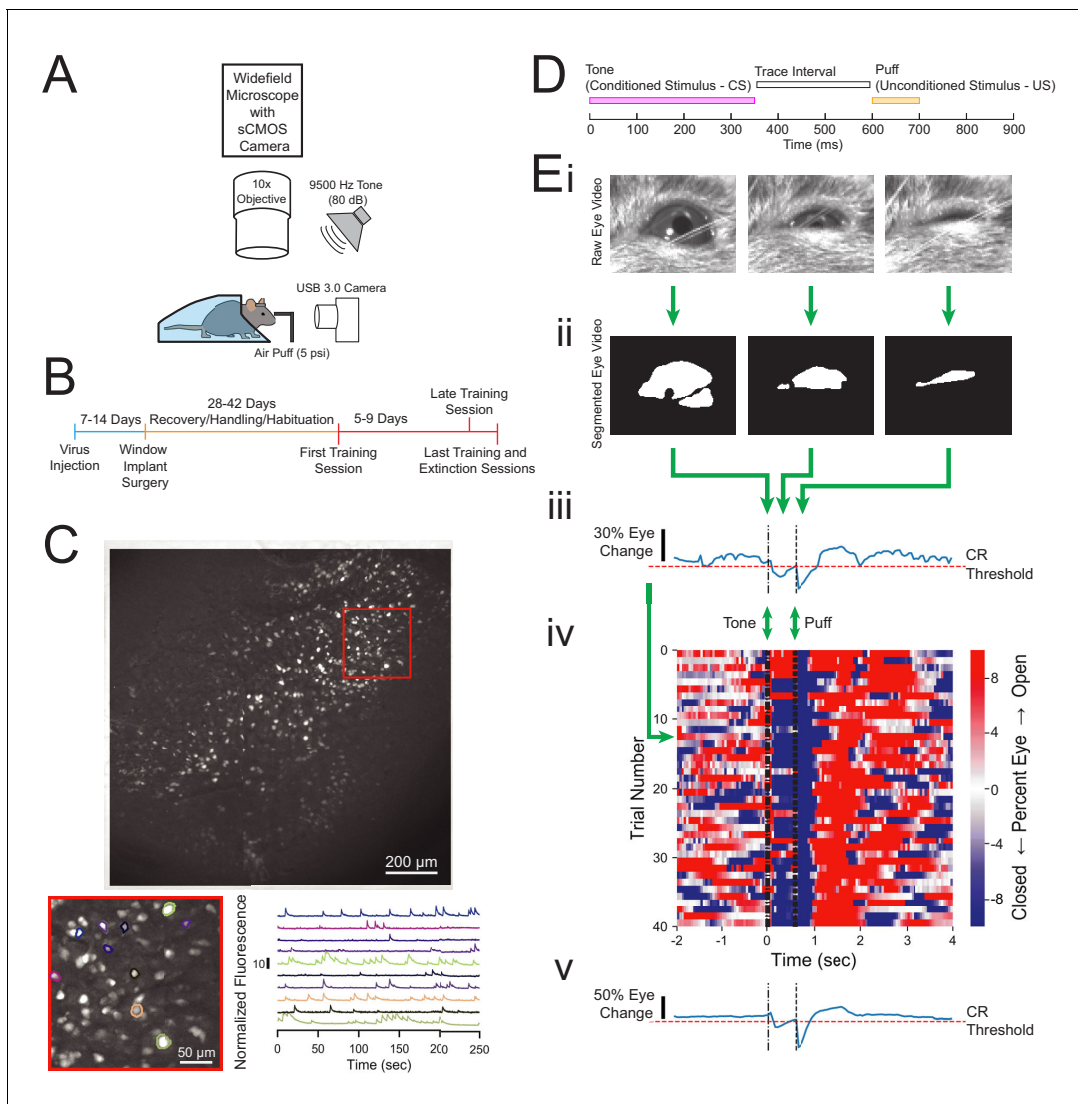 A
Widefield
Microscope
with
sCMOS
Camera
10x
Objective
9500 Hz Tone
(80 dB)
USB 3.0 Camera
Air Puff (5 psi)
B
7-14 Days
28-42 Days
Recovery/Handling/Habituation
5-9 Days
Late Training
Session
Virus
Injection
Window
Implant
Surgery
First Training
Session
Last Training and
Extinction Sessions
C
200 µm
50 µm
Normalized Fluorescence
10
0 50 100 150 200 250
Time (sec)
D
Tone
(Conditioned Stimulus - CS)
Trace Interval
Puff
(Unconditioned Stimulus - US)
0 100 200 300 400 500 600 700 800 900
Time (ms)
E
i
Raw Eye Video
ii
Segmented Eye Video
iii
30% Eye
Change
CR
Threshold
Tone
Puff
iv
Trial Number
0
10
20
30
40
-2 -1 0 1 2 3 4
Time (sec)
8
4
0
-4
-8
Closed ← Percent Eye → Open
v
50% Eye
Change
CR
Threshold